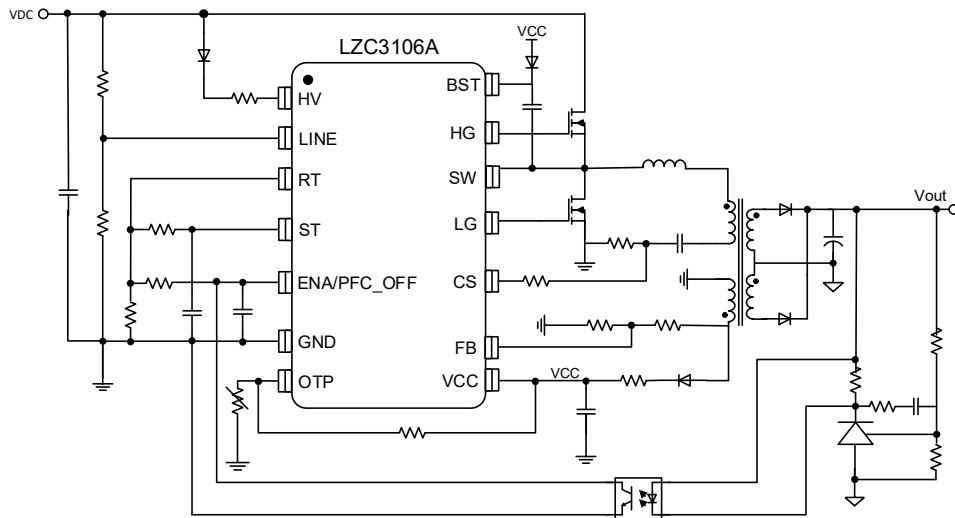 VDC
LZC3106A
VCC
HV
BST
LINE
HG
RT
SW
ST
LG
Vout
ENA/PFC_OFF
CS
GND
FB
OTP
VCC
VCC